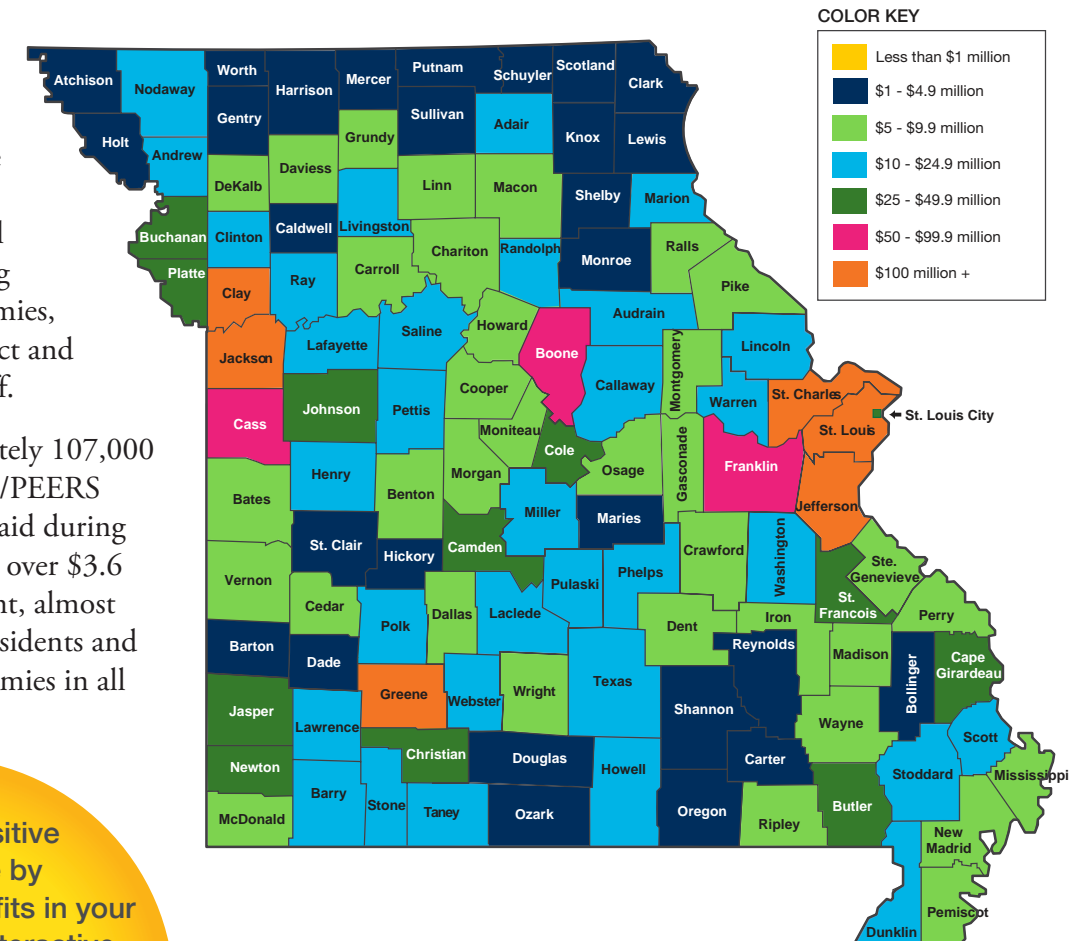 mies,
ct and
f.
tely 107,000
/PEERS
aid during
over $3.6
nt, almost
sidents and
mies in all
sitive
by
fits in your
COLOR KEY
Less than $1 million
$1 - $4.9 million
$5 - $9.9 million
$10 - $24.9 million
$25 - $49.9 million
$50 - $99.9 million
$100 million +
Atchison
Nodaway
Worth
Harrison
Mercer
Putnam
Schuyler
Scotland
Clark
Holt
Andrew
Gentry
Grundy
Sullivan
Adair
Knox
Lewis
DeKalb
Daviess
Linn
Macon
Shelby
Marion
Buchanan
Clinton
Caldwell
Livingston
Chariton
Randolph
Monroe
Ralls
Platte
Clay
Ray
Carroll
Pike
Jackson
Lafayette
Saline
Howard
Boone
Audrain
Montgomery
Lincoln
Cass
Johnson
Pettis
Cooper
Callaway
Warren
St. Charles
St. Louis City
St. Louis
Moniteau
Cole
Osage
Gasconade
Franklin
Jefferson
Bates
Henry
Benton
Morgan
Miller
Maries
St. Clair
Hickory
Camden
Pulaski
Phelps
Crawford
Washington
Ste.
Genevieve
St.
Francois
Perry
Vernon
Cedar
Polk
Dallas
Laclede
Dent
Iron
Reynolds
Madison
Bollinger
Cape
Girardeau
Barton
Dade
Greene
Webster
Wright
Texas
Shannon
Wayne
Jasper
Lawrence
Christian
Douglas
Howell
Carter
Stoddard
Scott
Mississippi
Newton
Barry
Stone
Taney
Ozark
Oregon
Ripley
Butler
McDonald
New
Madrid
Pemiscot
Dunklin